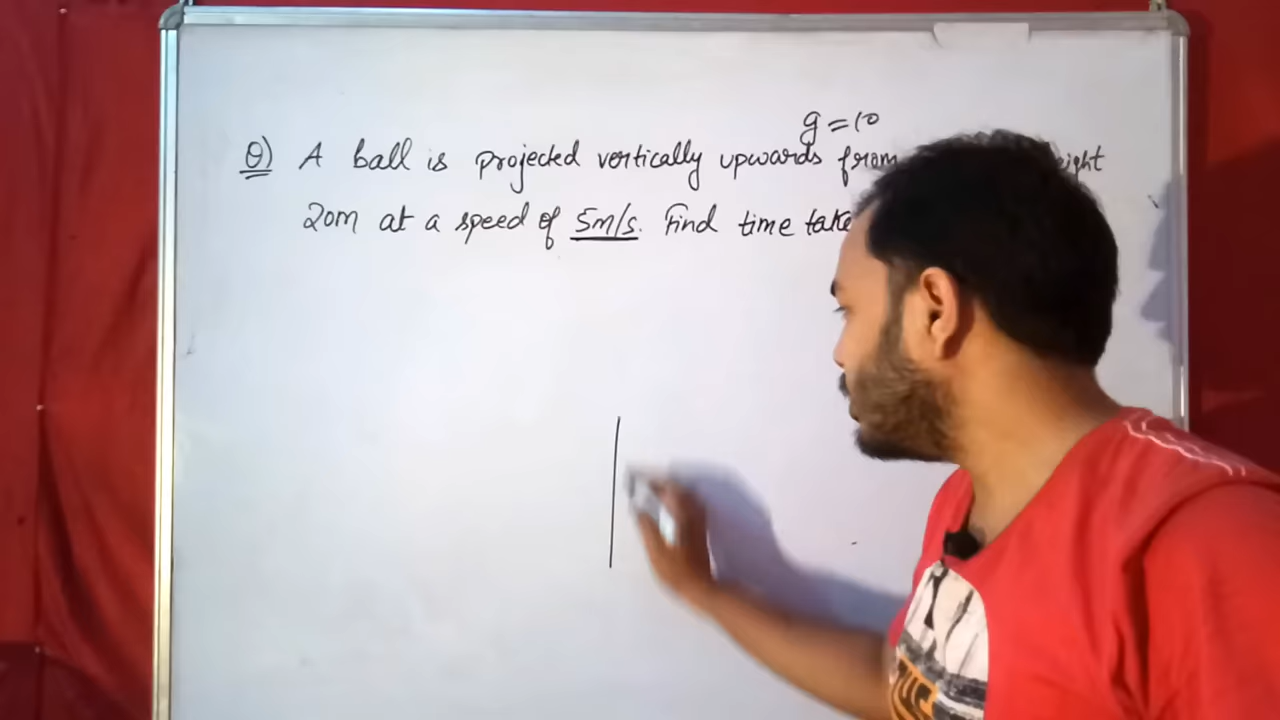 g=10
Q) A ball is projected vertically upwards from
20m at a speed of 5m/s. Find time